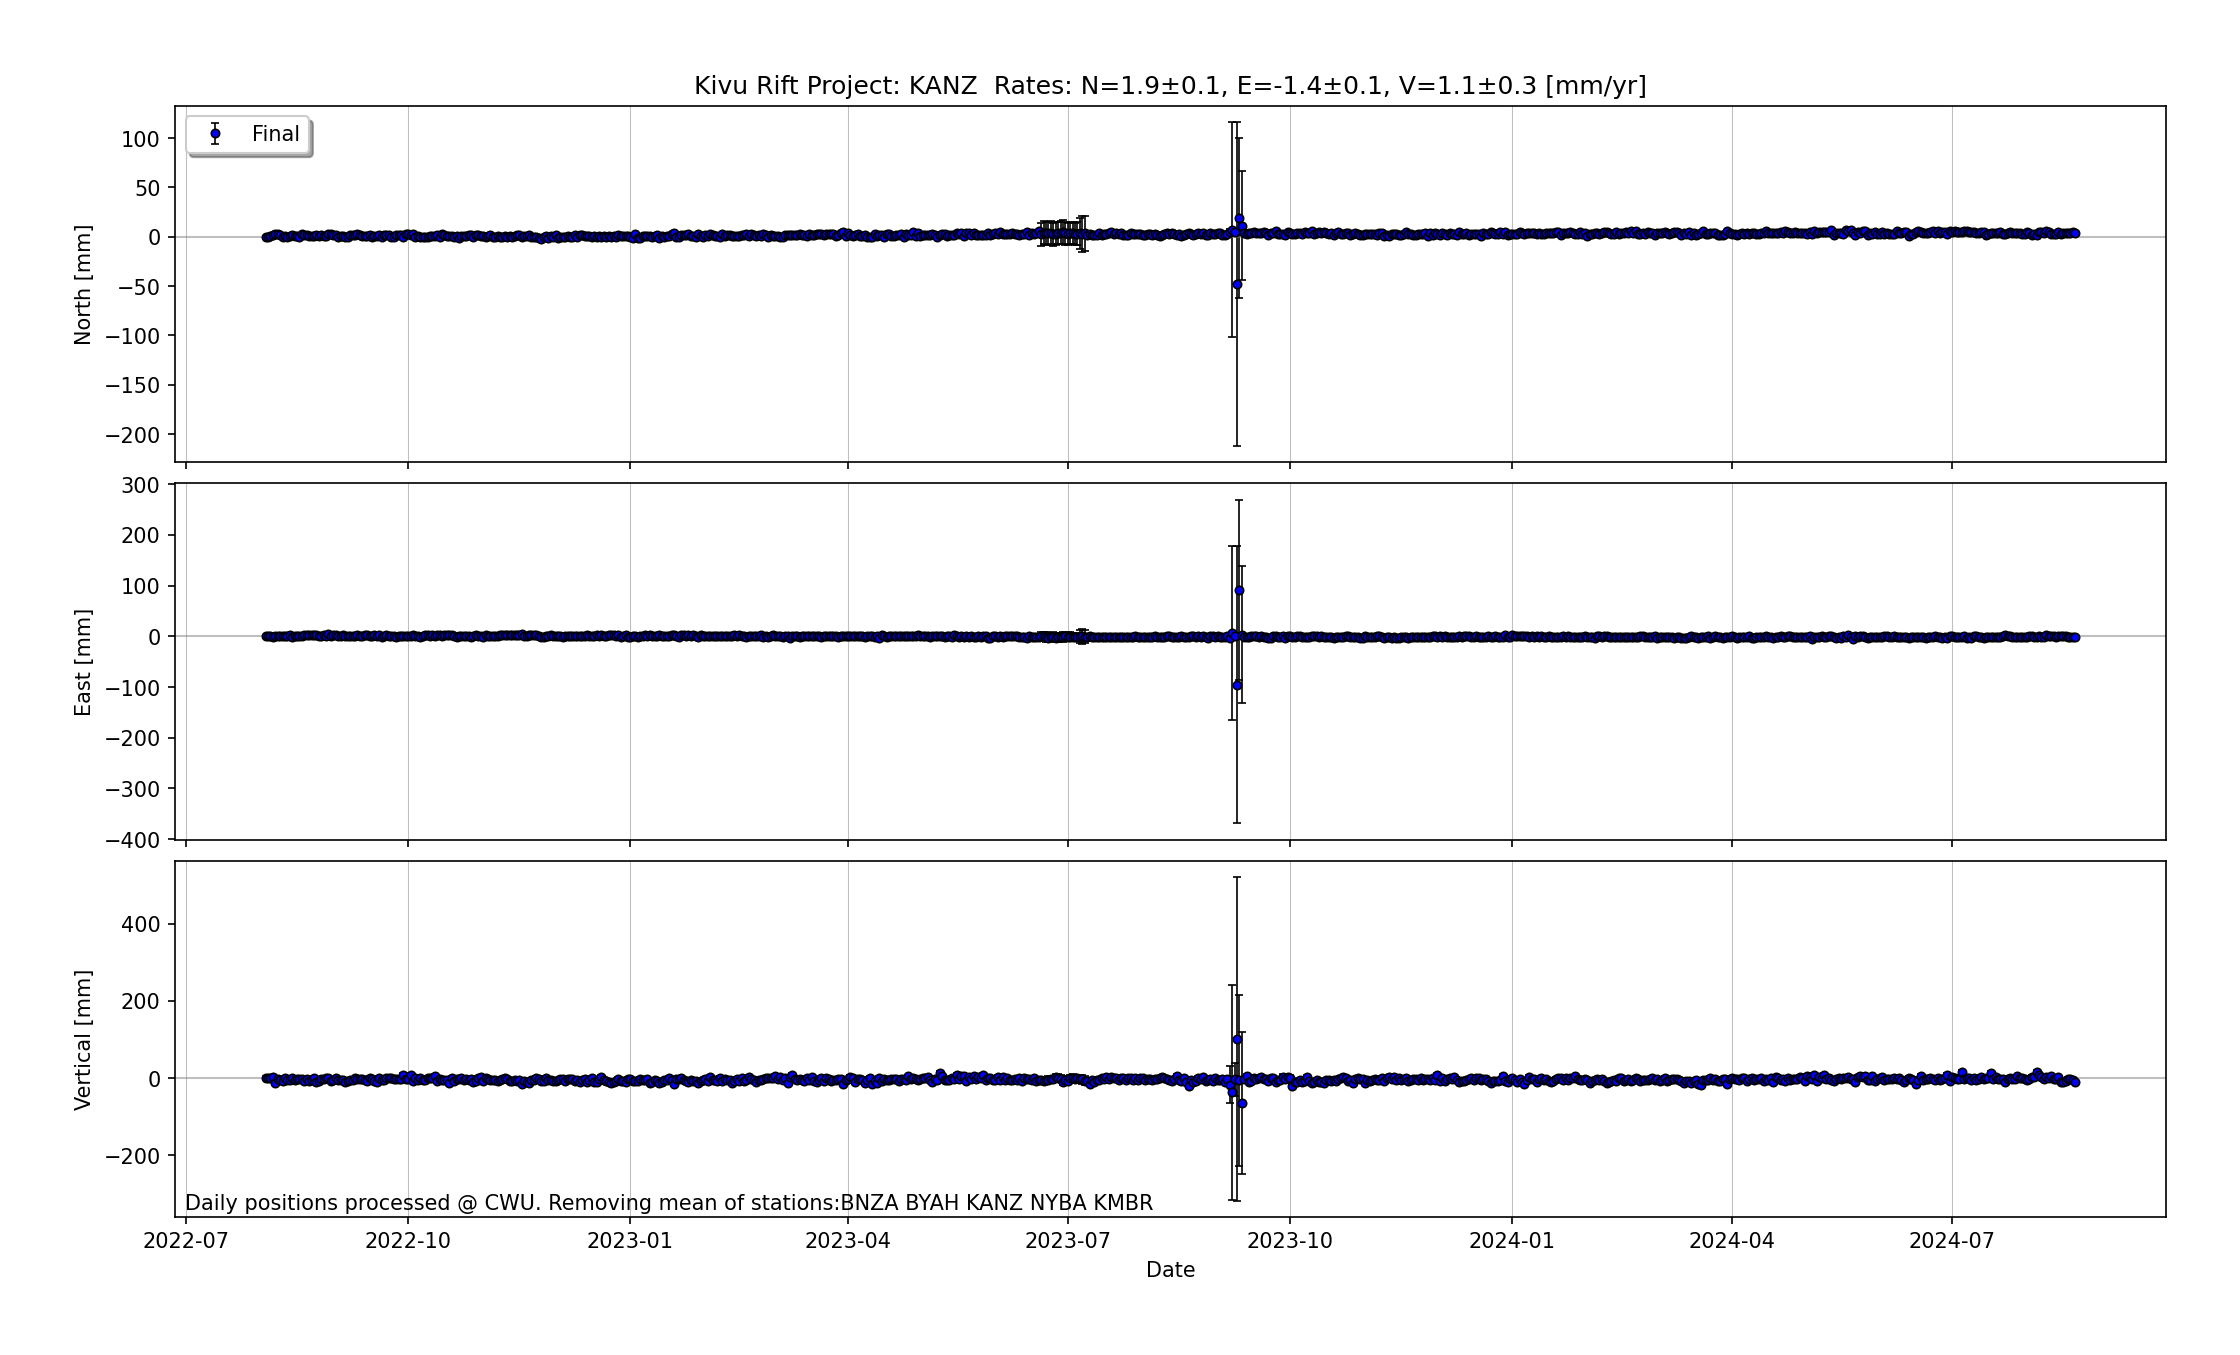 Kivu Rift Project: KANZ  Rates: N=1.9±0.1, E=-1.4±0.1, V=1.1±0.3 [mm/yr]
Final
North [mm]
100
50
0
−50
−100
−150
−200
East [mm]
300
200
100
0
−100
−200
−300
−400
Vertical [mm]
400
200
0
−200
Daily positions processed @ CWU. Removing mean of stations:BNZA BYAH KANZ NYBA KMBR
2022-07 2022-10 2023-01 2023-04 2023-07 2023-10 2024-01 2024-04 2024-07
Date